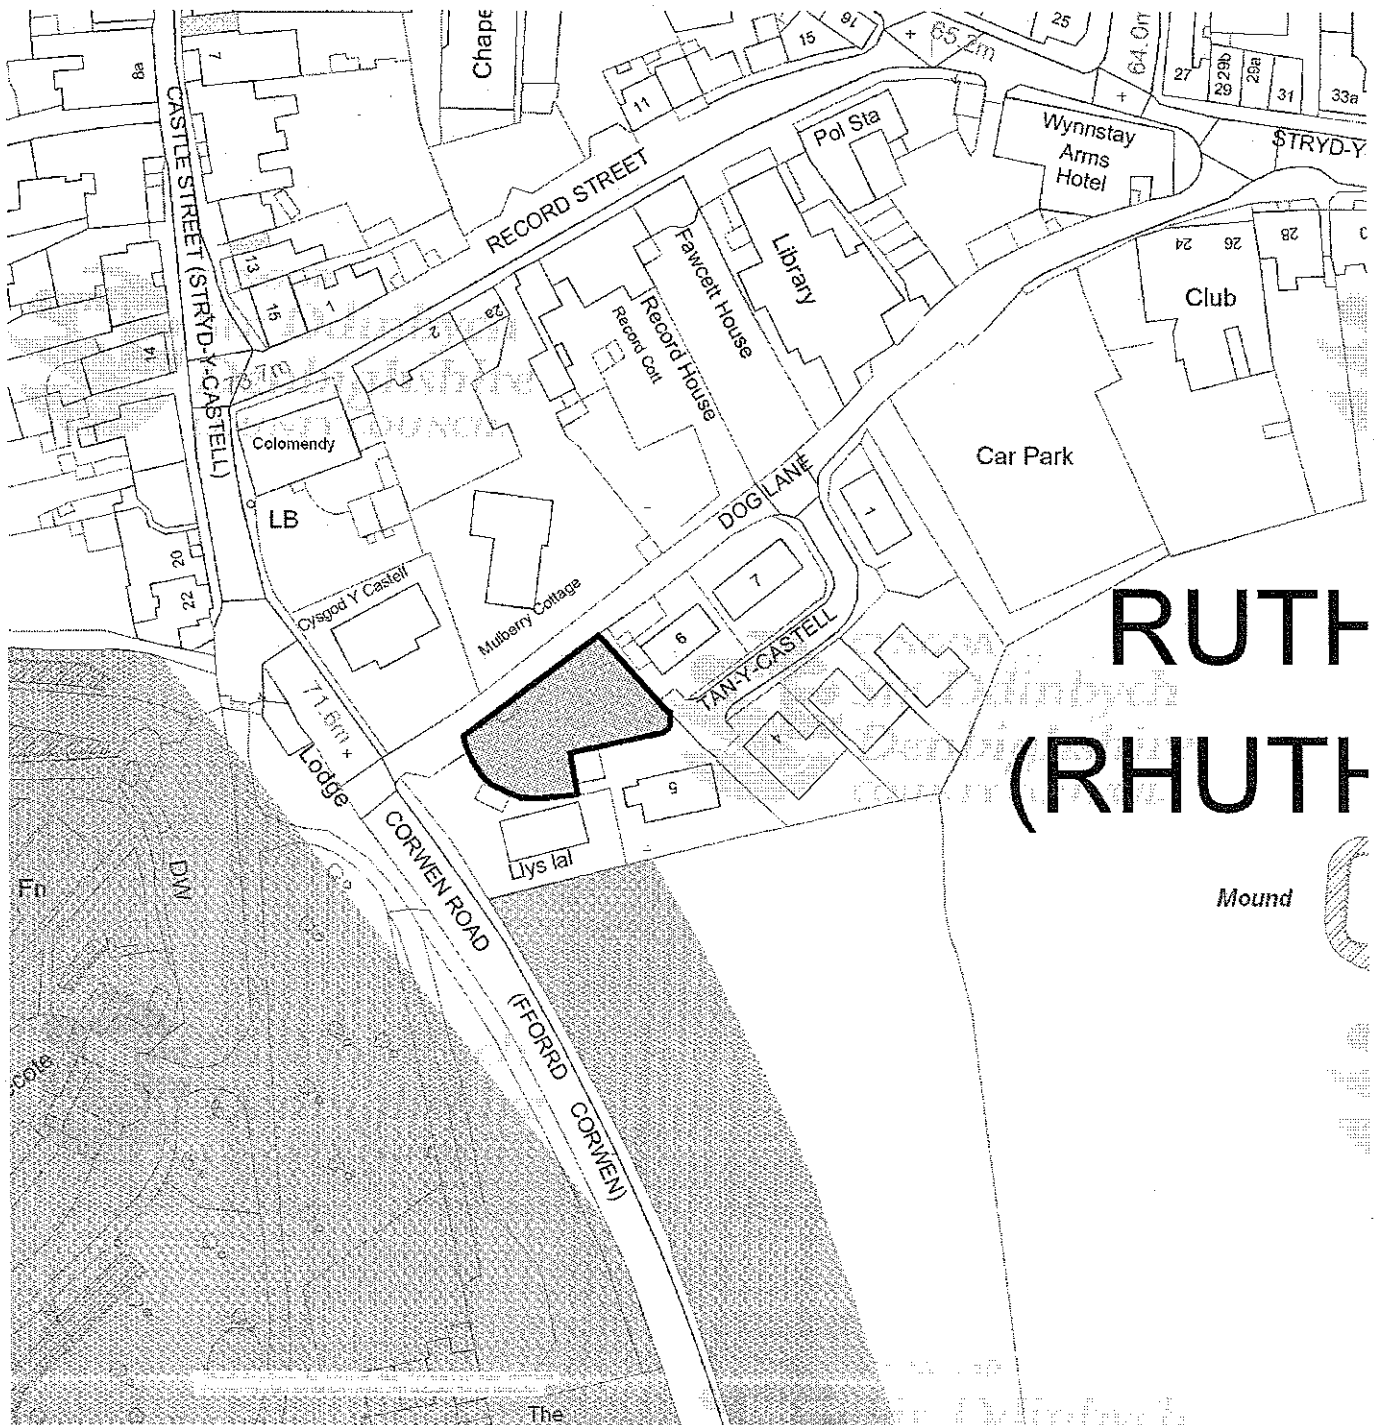 Chape
7
8a
15
16
65.2m
25
64.0m
27
29b
29
29a
31
33a
11
Pol Sta
Wynnstay
Arms
Hotel
STRYD-Y
CASTLE STREET (STRYD-Y-CASTELL)
RECORD STREET
13
15
1
2
2a
14
Fawcett House
Library
Record House
Record Cott
24
26
28
Club
Colomendy
LB
Car Park
DOG LANE
1
20
22
Cysgod Y Castell
Mulberry Cottage
7
6
TAN-Y-CASTELL
4
5
RUTH
(RHUTH
71.6m
Lodge
Llys Ial
CORWEN ROAD
(FFORRD CORWEN)
DW
Fn
Mound
The